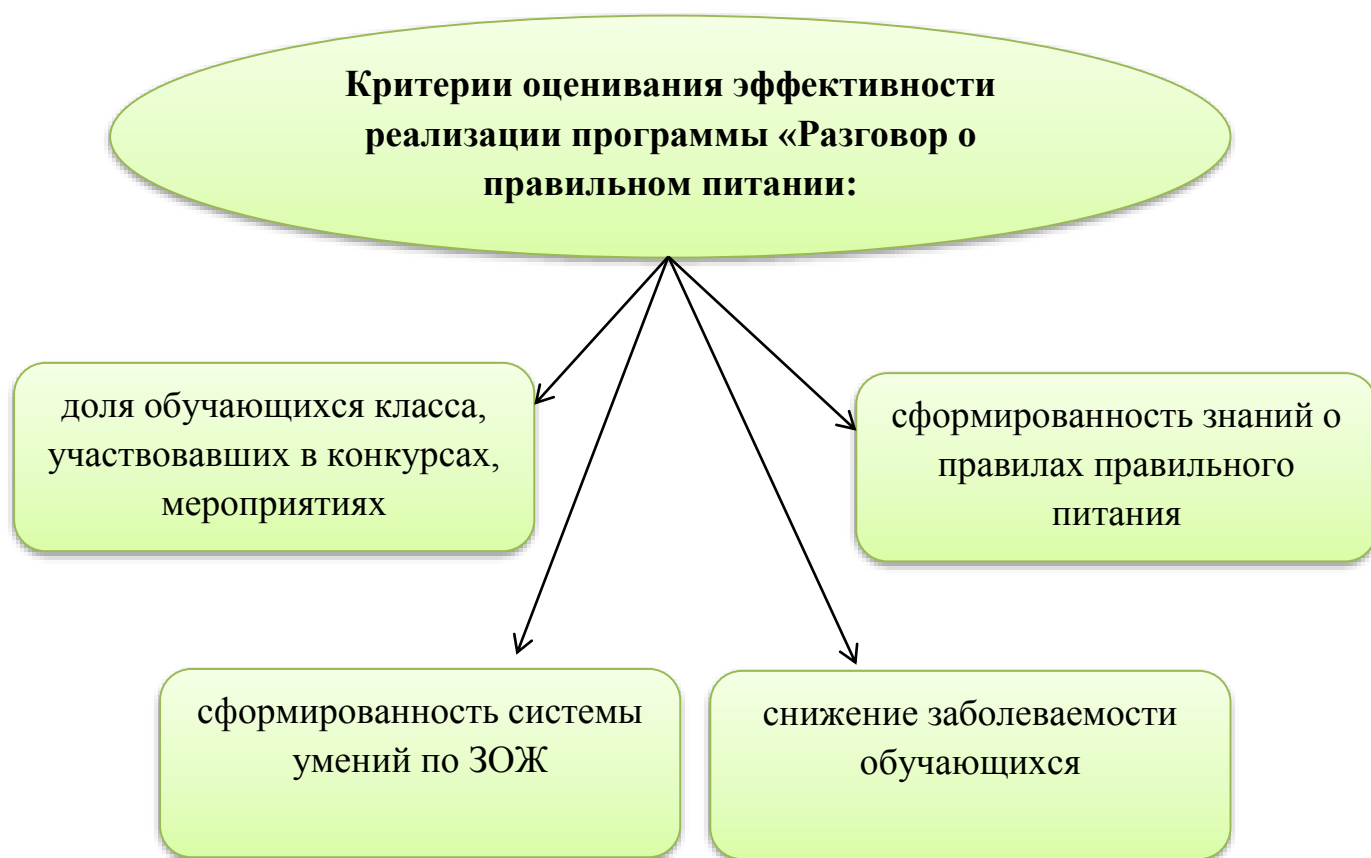 Критерии оценивания эффективности
реализации программы «Разговор о
правильном питании:
доля обучающихся класса,
участвовавших в конкурсах,
мероприятиях
сформированность знаний о
правилах правильного
питания
сформированность системы
умений по ЗОЖ
снижение заболеваемости
обучающихся